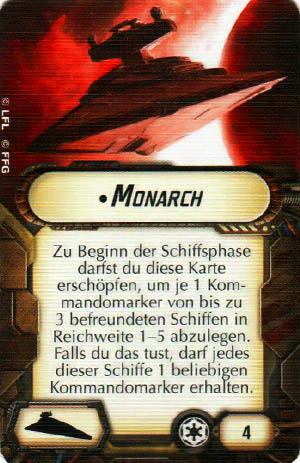 © LFL © FFG
• MONARCH
Zu Beginn der Schiffsphase
darfst du diese Karte
erschöpfen, um je 1 Kom-
mandomarker von bis zu
3 befreundeten Schiffen in
Reichweite 1–5 abzulegen.
Falls du das tust, darf jedes
dieser Schiffe 1 beliebigen
Kommandomarker erhalten.
4